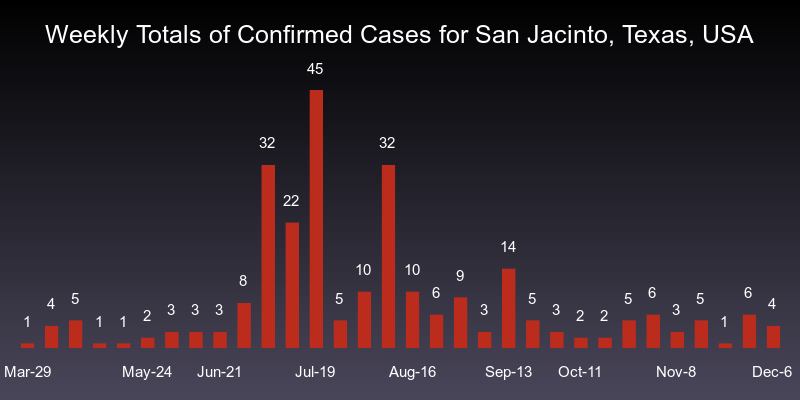 Weekly Totals of Confirmed Cases for San Jacinto, Texas, USA
1 4 5 1 1 2 3 3 3 8 32 22 45 5 10 32 10 6 9 3 14 5 3 2 2 5 6 3 5 1 6 4
Mar-29 May-24 Jun-21 Jul-19 Aug-16 Sep-13 Oct-11 Nov-8 Dec-6